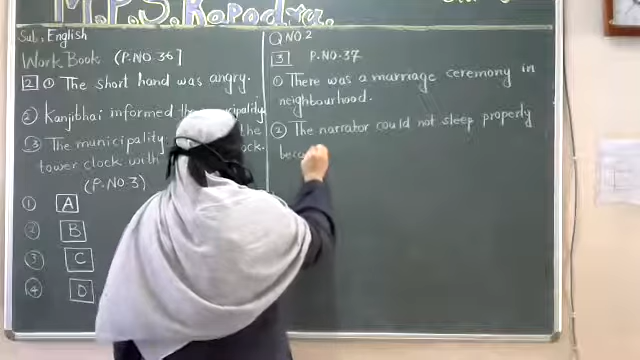 M.P.S. Kapodra.
Sub: English
Work Book (P.NO.36]
[2] ① The short hand was angry.
② Kanjibhai informed the
③ The municipality the
tower clock with
(P.NO.3)
① A
② B
③ C
④ D
Q NO 2
[3] P.NO.37
① There was a marriage ceremony in
neighbourhood.
② The narrator could not sleep properly